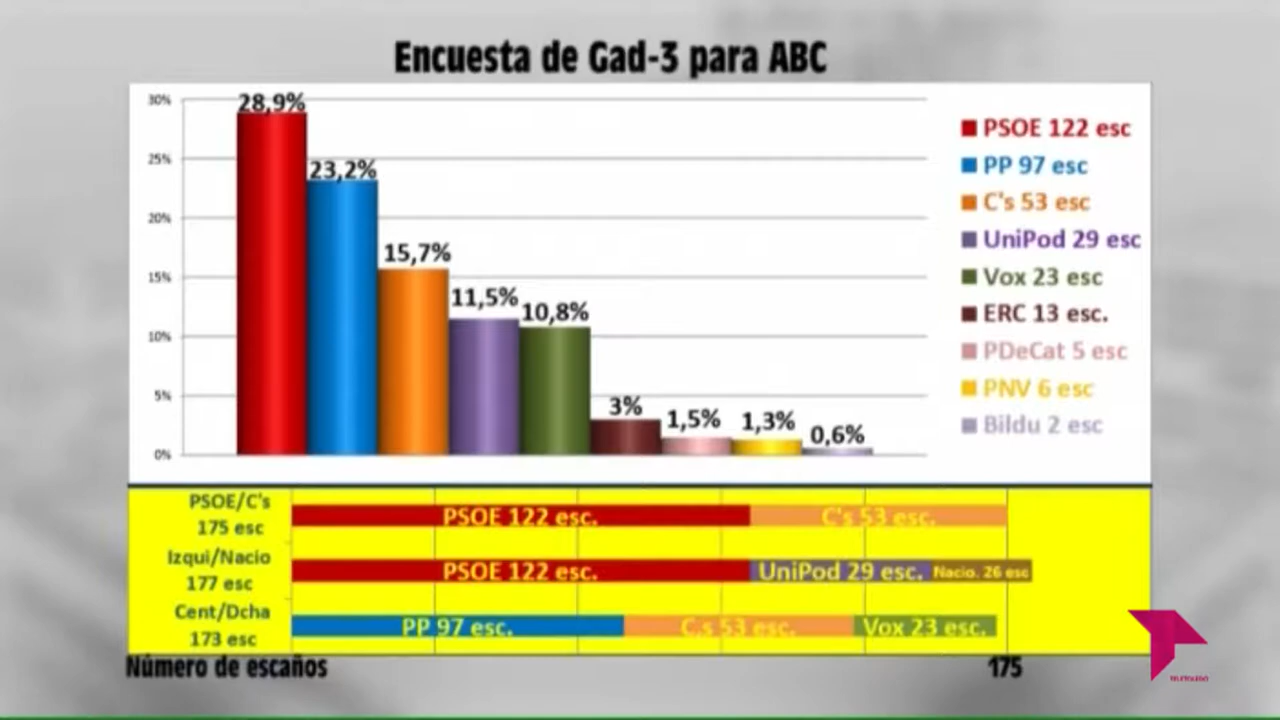 Encuesta de Gad-3 para ABC
30%
25%
20%
15%
10%
5%
0%
28,9%
23,2%
15,7%
11,5%
10,8%
3%
1,5%
1,3%
0,6%
PSOE 122 esc
PP 97 esc
C's 53 esc
UniPod 29 esc
Vox 23 esc
ERC 13 esc.
PDeCat 5 esc
PNV 6 esc
Bildu 2 esc
PSOE/C's
175 esc
PSOE 122 esc. C's 53 esc.
Izqui/Nacio
177 esc
PSOE 122 esc. UniPod 29 esc. Nacio. 26 esc
Cent/Dcha
173 esc
PP 97 esc. C.s 53 esc. Vox 23 esc.
Número de escaños 175